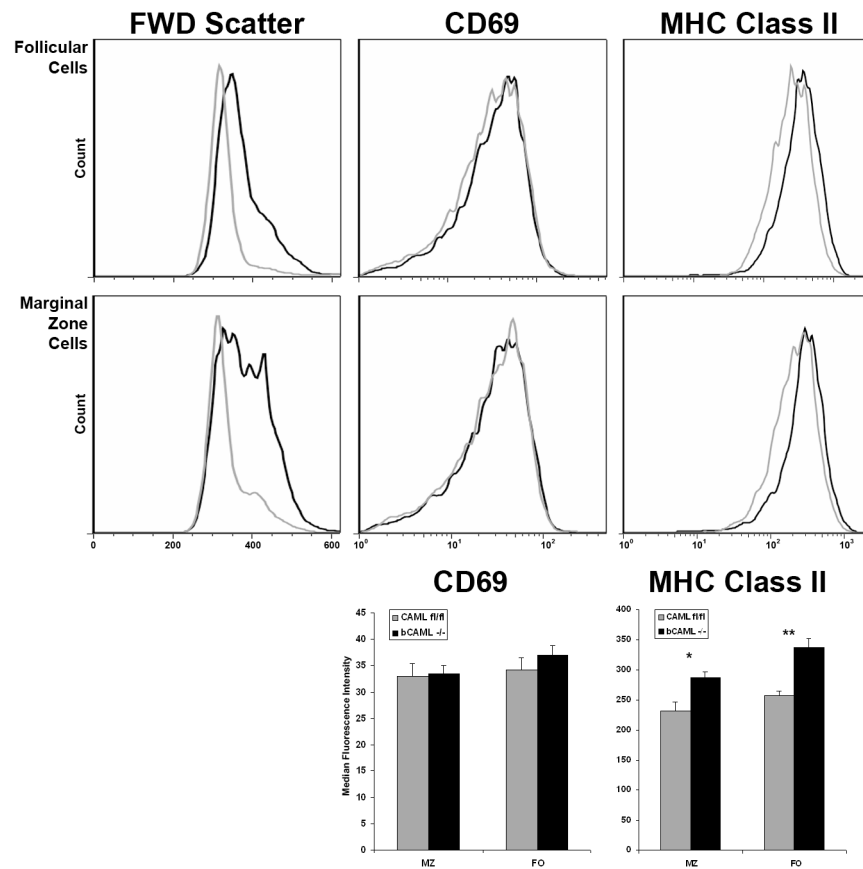 FWD Scatter CD69 MHC Class II
Follicular
Cells
Count
Marginal
Zone
Cells
Count
0 200 400 600
10⁰ 10¹ 10²
10⁰ 10¹ 10² 10³
CD69 MHC Class II
CAML fl/fl
bCAML -/-
Median Fluorescence Intensity
45
40
35
30
25
20
15
10
5
0
MZ FO
CAML fl/fl
bCAML -/-
* **
400
350
300
250
200
150
100
50
0
MZ FO